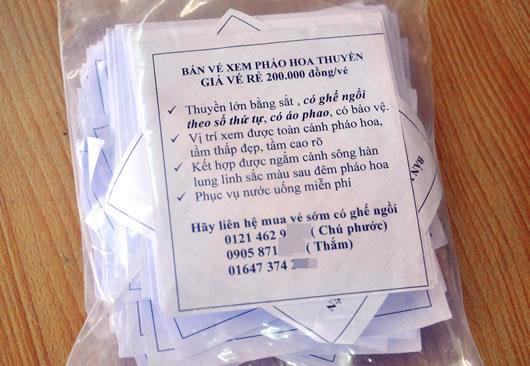 BÁN VÉ XEM PHÁO HOA THUYỀN
GIÁ VÉ RẺ 200.000 đồng/vé
✓ Thuyền lớn bằng sắt , có ghế ngồi
theo số thứ tự, có áo phao, có bảo vệ.
✓ Vị trí xem được toàn cảnh pháo hoa,
tầm thấp đẹp, tầm cao rõ
✓ Kết hợp được ngắm cảnh sông hàn
lung linh sắc màu sau đêm pháo hoa
✓ Phục vụ nước uống miễn phí
Hãy liên hệ mua vé sớm có ghế ngồi
0121 462 9 ( Chú phước)
0905 871 ( Thắm)
01647 374 2
BÁN